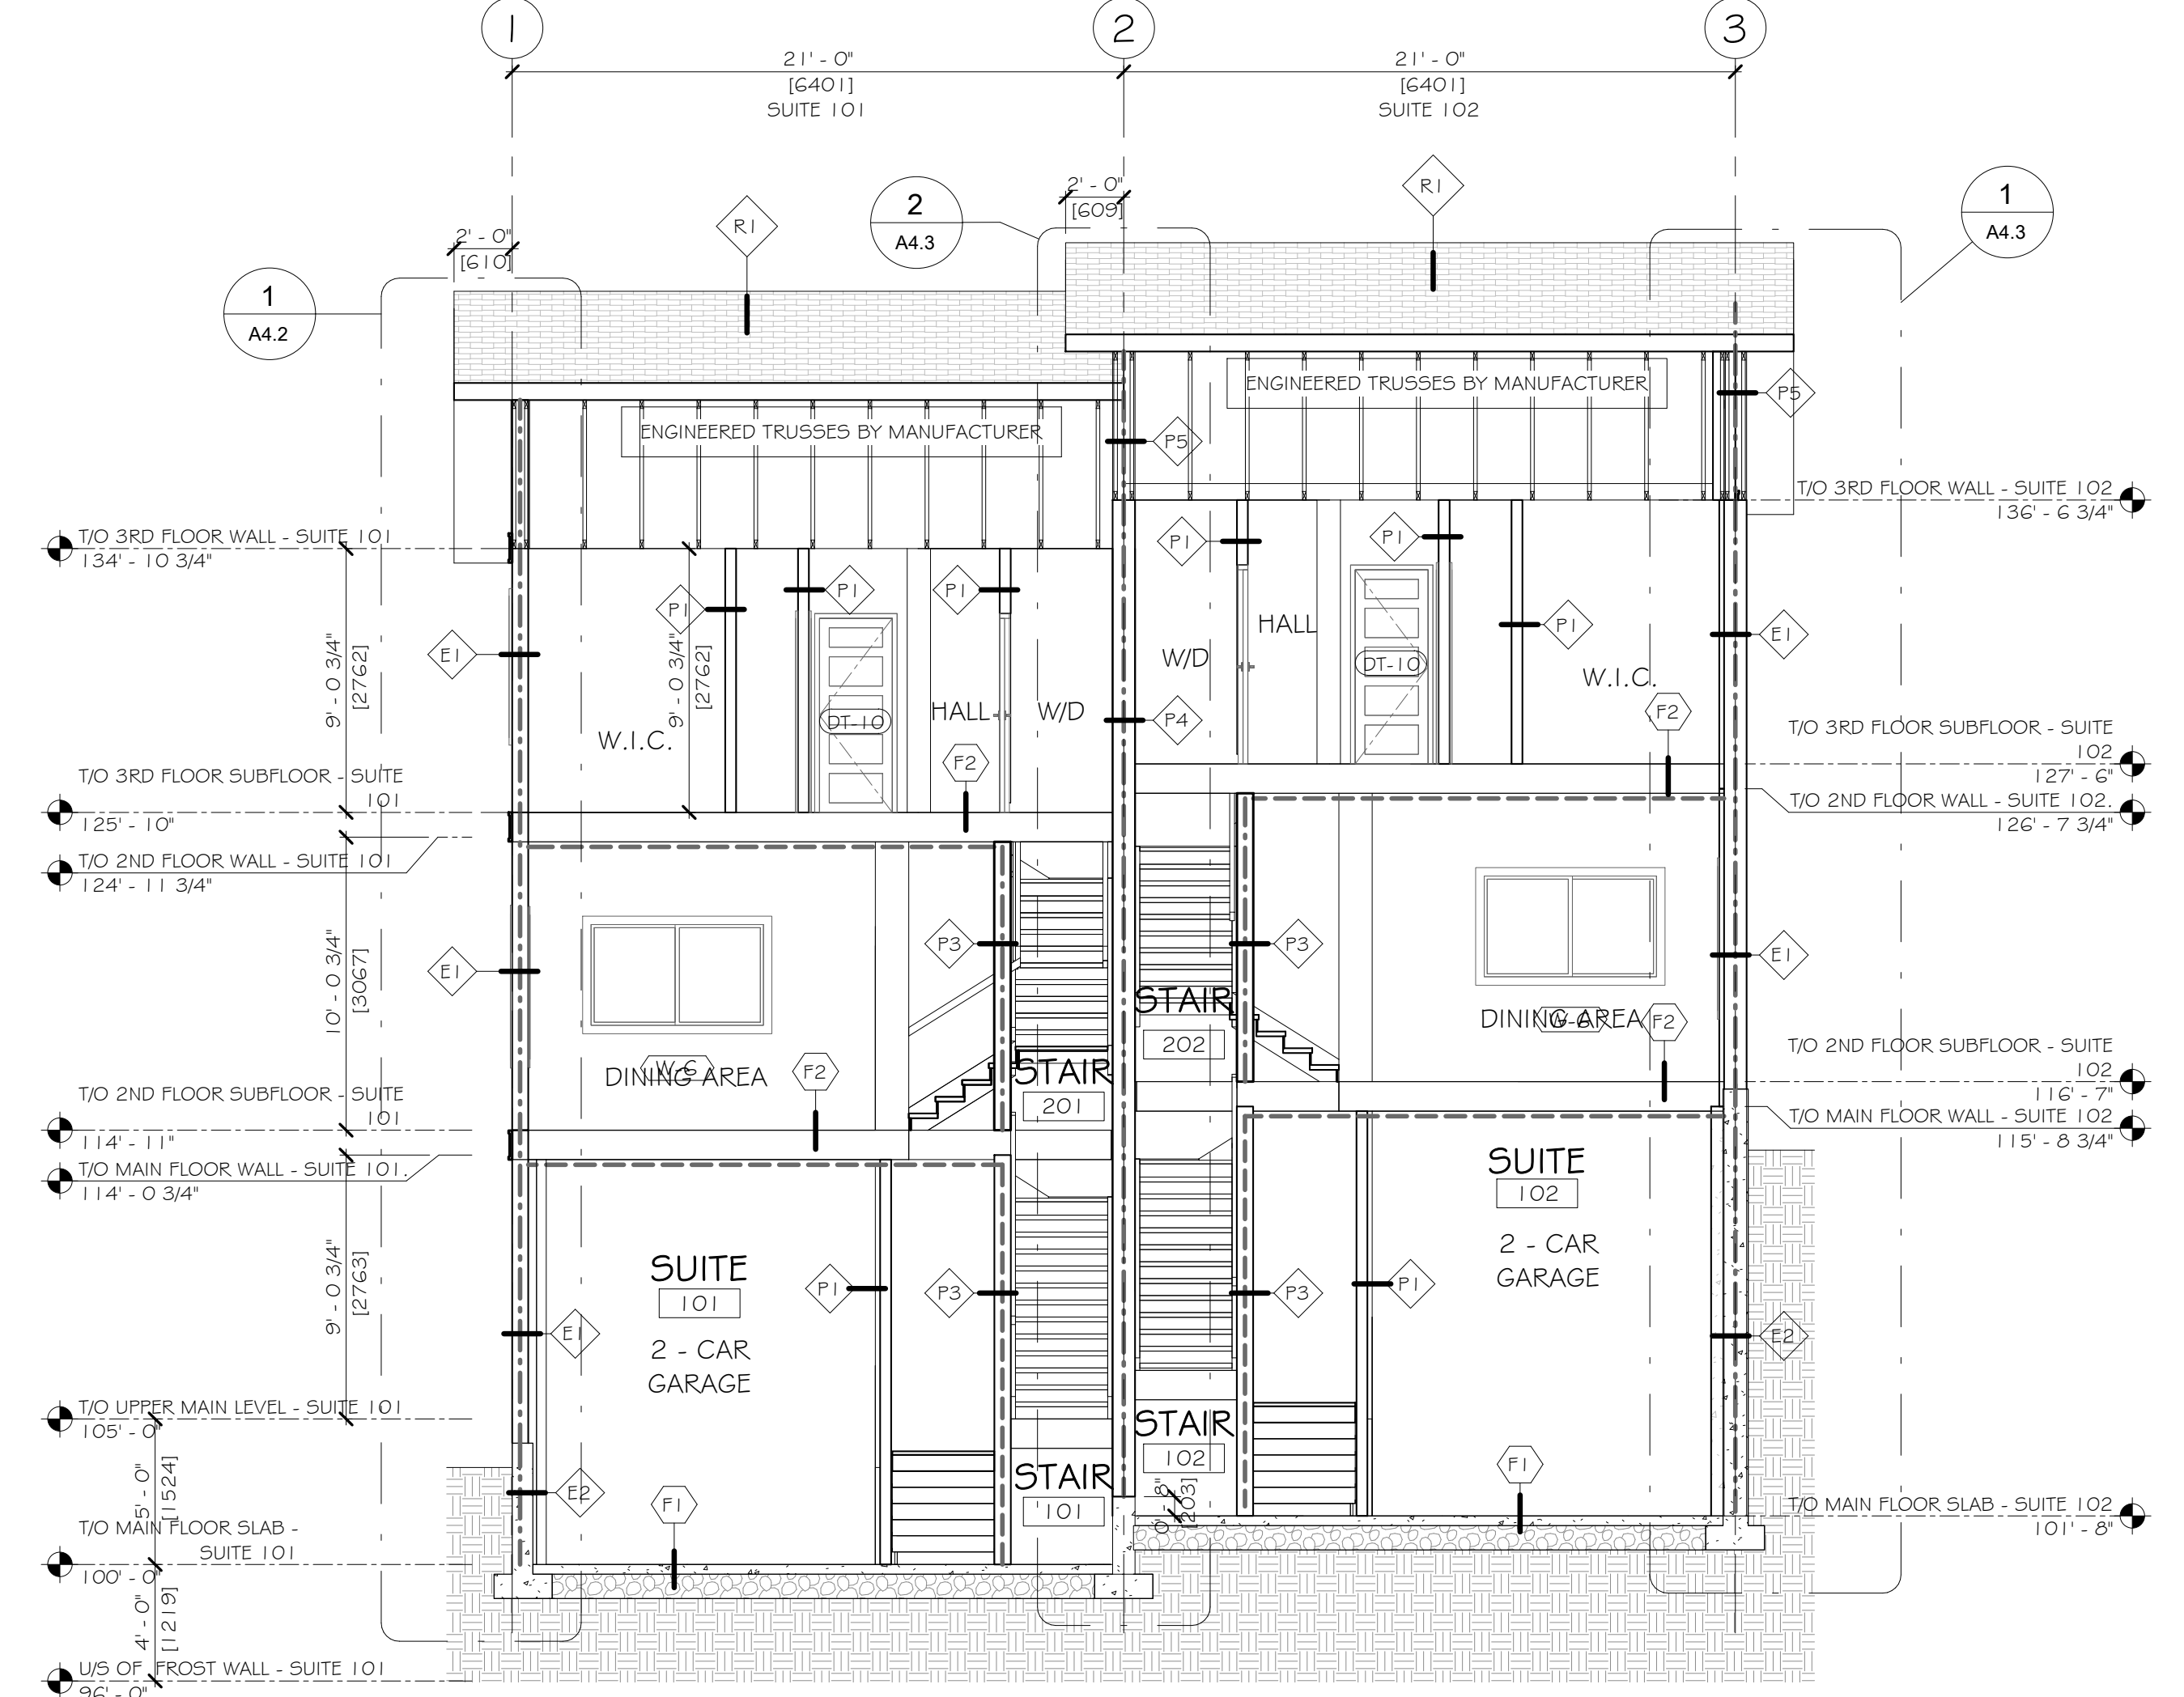 1
2
3
21' - 0"
[6401]
SUITE 101
21' - 0"
[6401]
SUITE 102
2
A4.3
2' - 0"
[609]
R1
1
A4.3
R1
2' - 0"
[610]
1
A4.2
ENGINEERED TRUSSES BY MANUFACTURER
P5
ENGINEERED TRUSSES BY MANUFACTURER
P5
T/O 3RD FLOOR WALL - SUITE 102
136' - 6 3/4"
T/O 3RD FLOOR WALL - SUITE 101
134' - 10 3/4"
P1
P1
P1
P1
P1
P1
E1
9' - 0 3/4"
[2762]
9' - 0 3/4"
[2762]
W.I.C.
DT-10
HALL
W/D
F2
P4
W/D
HALL
DT-10
W.I.C.
E1
F2
T/O 3RD FLOOR SUBFLOOR - SUITE
102
127' - 6"
T/O 2ND FLOOR WALL - SUITE 102.
126' - 7 3/4"
T/O 3RD FLOOR SUBFLOOR - SUITE
101
125' - 10"
T/O 2ND FLOOR WALL - SUITE 101
124' - 11 3/4"
E1
10' - 0 3/4"
[3067]
P3
P3
E1
W-6
DINING AREA
F2
STAIR
201
STAIR
202
DINING AREA
W-6
F2
T/O 2ND FLOOR SUBFLOOR - SUITE
102
116' - 7"
T/O MAIN FLOOR WALL - SUITE 102
115' - 8 3/4"
T/O 2ND FLOOR SUBFLOOR - SUITE
101
114' - 11"
T/O MAIN FLOOR WALL - SUITE 101.
114' - 0 3/4"
9' - 0 3/4"
[2763]
SUITE
101
2 - CAR
GARAGE
P1
P3
E1
P3
P1
SUITE
102
2 - CAR
GARAGE
E2
T/O UPPER MAIN LEVEL - SUITE 101
105' - 0"
5' - 0"
[1524]
E2
F1
STAIR
101
STAIR
102
0' - 8"
[203]
F1
T/O MAIN FLOOR SLAB - SUITE 102
101' - 8"
T/O MAIN FLOOR SLAB -
SUITE 101
100' - 0"
4' - 0"
[1219]
U/S OF FROST WALL - SUITE 101
96' - 0"